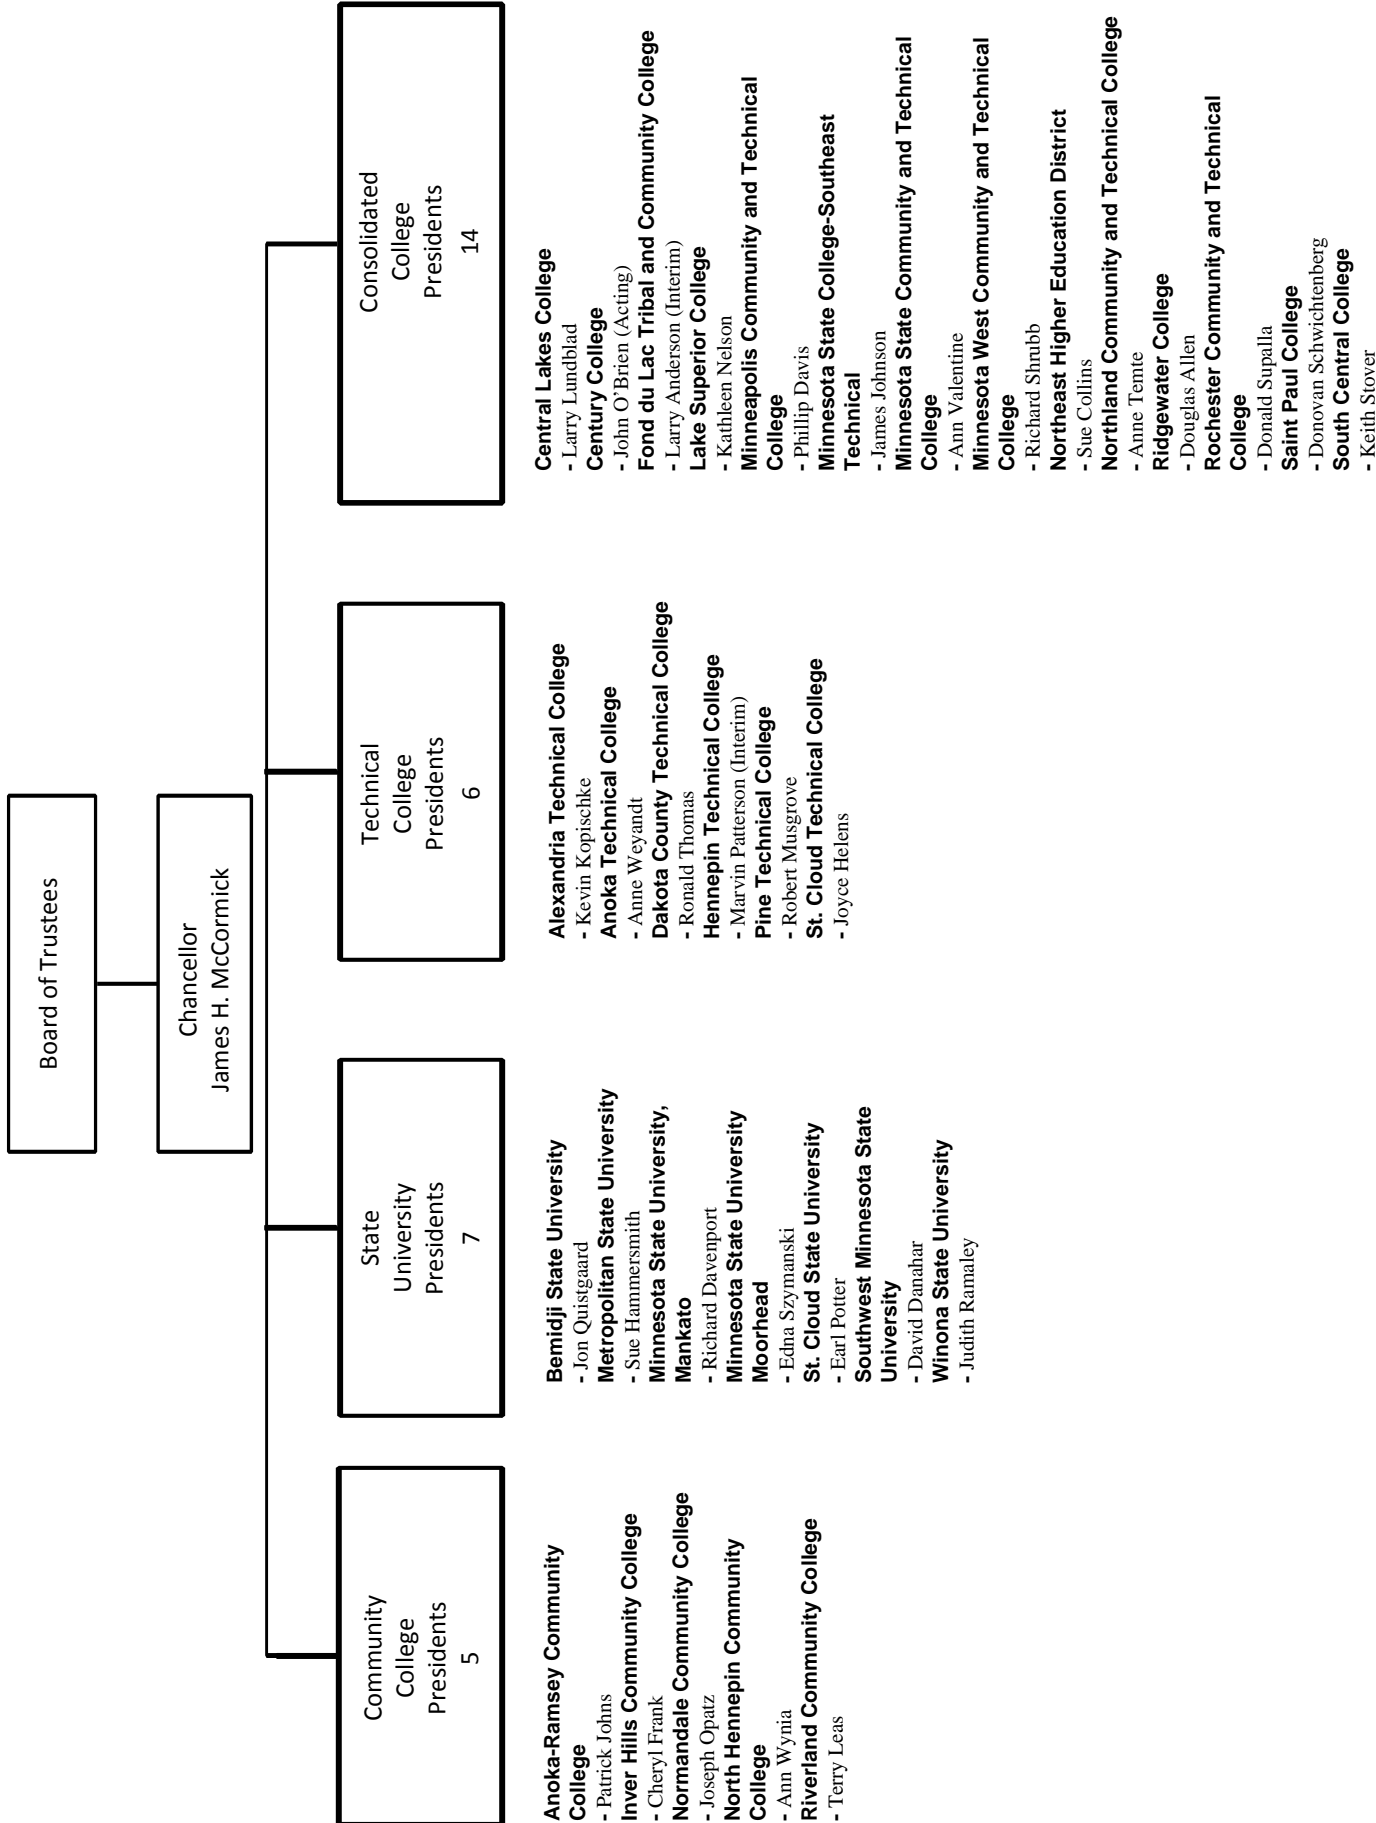 Board of Trustees
Chancellor
James H. McCormick
Community
College
Presidents
5
State
University
Presidents
7
Technical
College
Presidents
6
Consolidated
College
Presidents
14
Anoka-Ramsey Community
College
- Patrick Johns
Inver Hills Community College
- Cheryl Frank
Normandale Community College
- Joseph Opatz
North Hennepin Community
College
- Ann Wynia
Riverland Community College
- Terry Leas
Bemidji State University
- Jon Quistgaard
Metropolitan State University
- Sue Hammersmith
Minnesota State University,
Mankato
- Richard Davenport
Minnesota State University
Moorhead
- Edna Szymanski
St. Cloud State University
- Earl Potter
Southwest Minnesota State
University
- David Danahar
Winona State University
- Judith Ramaley
Alexandria Technical College
- Kevin Kopischke
Anoka Technical College
- Anne Weyandt
Dakota County Technical College
- Ronald Thomas
Hennepin Technical College
- Marvin Patterson (Interim)
Pine Technical College
- Robert Musgrove
St. Cloud Technical College
- Joyce Helens
Central Lakes College
- Larry Lundblad
Century College
- John O’Brien (Acting)
Fond du Lac Tribal and Community College
- Larry Anderson (Interim)
Lake Superior College
- Kathleen Nelson
Minneapolis Community and Technical
College
- Phillip Davis
Minnesota State College-Southeast
Technical
- James Johnson
Minnesota State Community and Technical
College
- Ann Valentine
Minnesota West Community and Technical
College
- Richard Shrubb
Northeast Higher Education District
- Sue Collins
Northland Community and Technical College
- Anne Temte
Ridgewater College
- Douglas Allen
Rochester Community and Technical
College
- Donald Supalla
Saint Paul College
- Donovan Schwichtenberg
South Central College
- Keith Stover